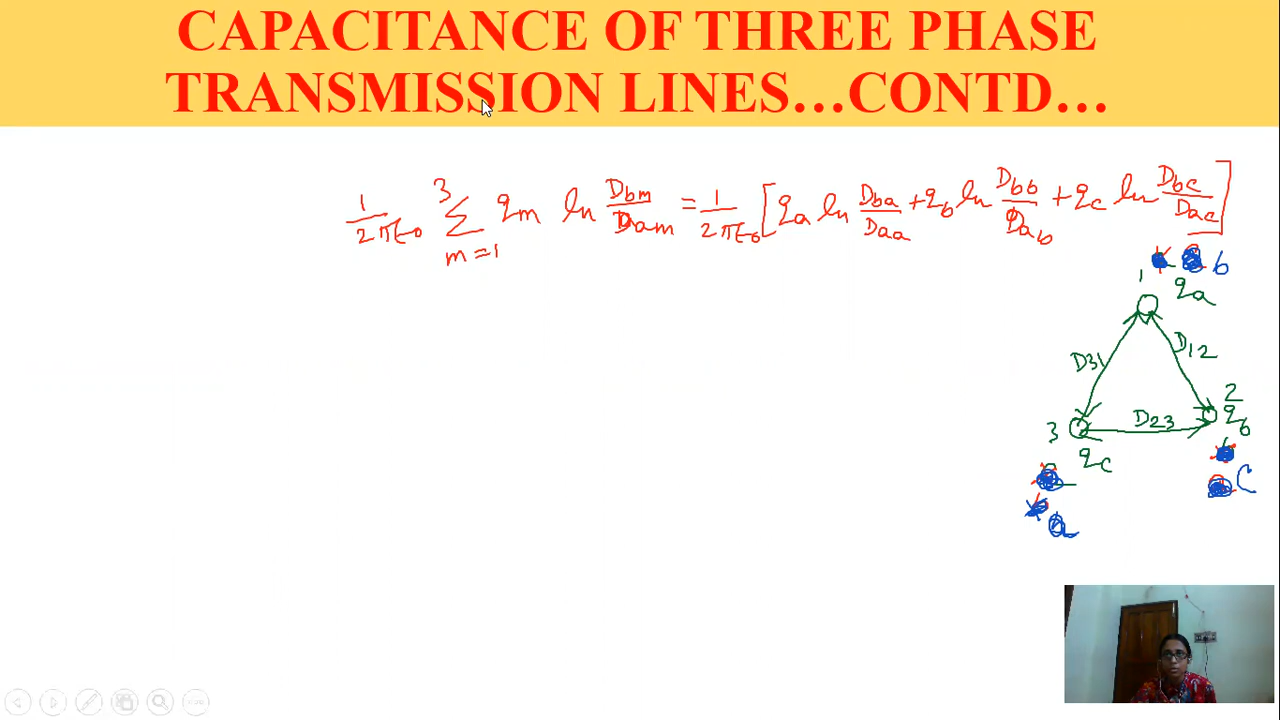 CAPACITANCE OF THREE PHASE
TRANSMISSION LINES...CONTD...
1/2πε₀ 3∑m=1 qm ln Dbm/Dam = 1/2πε₀ [qa ln Dba/Daa + qb ln Dbb/Dab + qc ln Dbc/Dac]
b
1
qa
D31
D12
2
qb
D23
3
qc
C
a